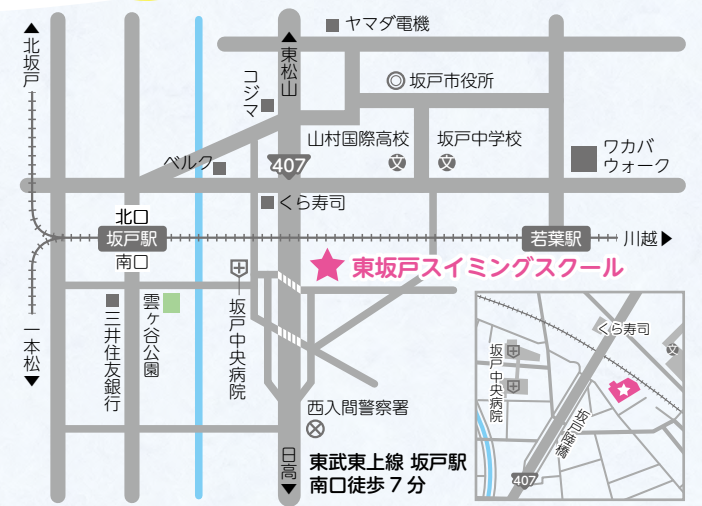 ヤマダ電機
北坂戸
東松山
コジマ
坂戸市役所
山村国際高校
坂戸中学校
文
文
ワカバ
ウォーク
ベルク
407
くら寿司
北口
坂戸駅
南口
若葉駅
川越
東坂戸スイミングスクール
一本松
三井住友銀行
雲ヶ谷公園
坂戸中央病院
西入間警察署
日高
東武東上線 坂戸駅
南口徒歩 7 分
くら寿司
文
坂戸中央病院
坂戸陸橋
407